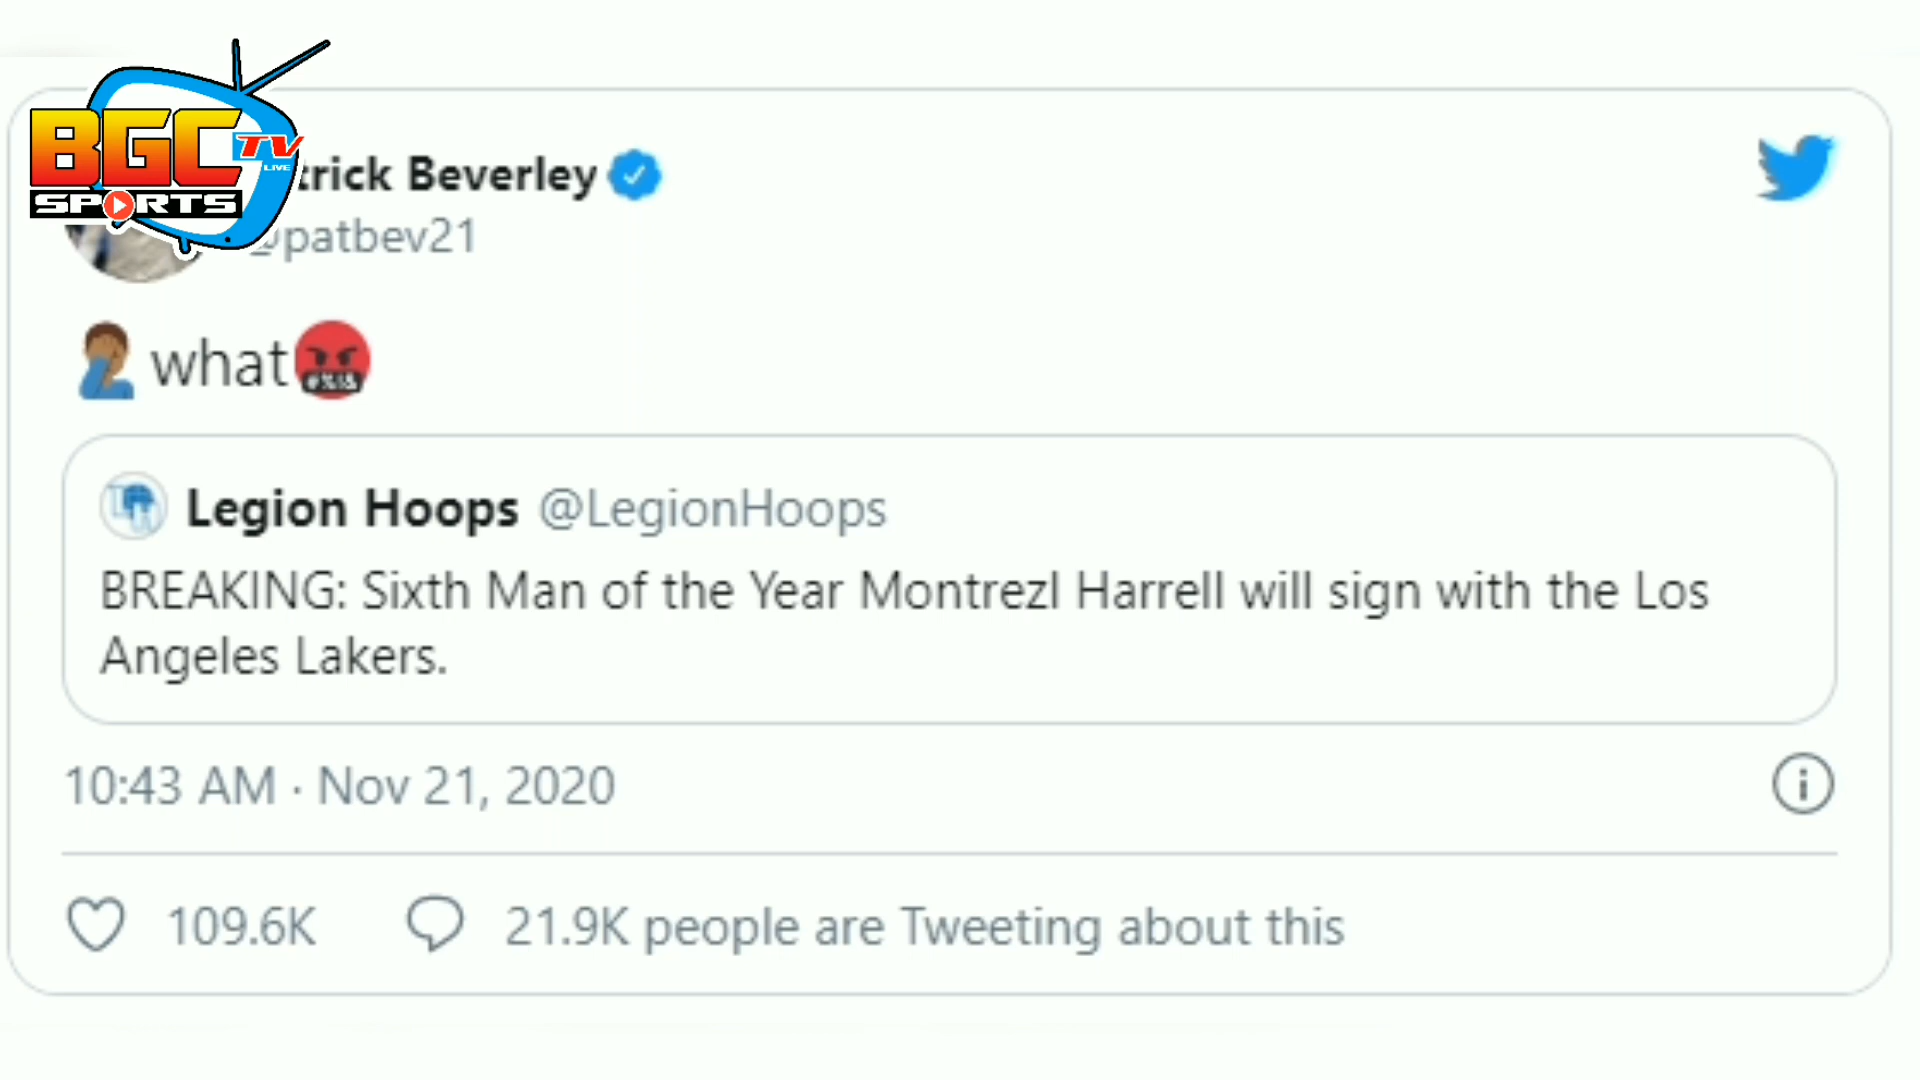 BGC
TV
LIVE
SPORTS
trick Beverley
@patbev21
what
#%!&
Legion Hoops @LegionHoops
BREAKING: Sixth Man of the Year Montrezl Harrell will sign with the Los
Angeles Lakers.
10:43 AM · Nov 21, 2020
109.6K 21.9K people are Tweeting about this